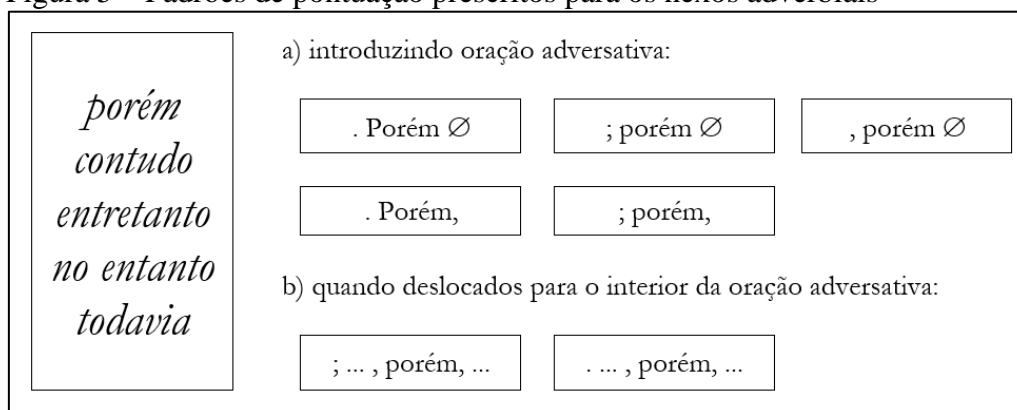 Figura 3 – Padrões de pontuação prescritos para os nexos adverbiais
porém
contudo
entretanto
no entanto
todavia
a) introduzindo oração adversativa:
. Porém ∅
; porém ∅
, porém ∅
. Porém,
; porém,
b) quando deslocados para o interior da oração adversativa:
; ... , porém, ...
. ... , porém, ...